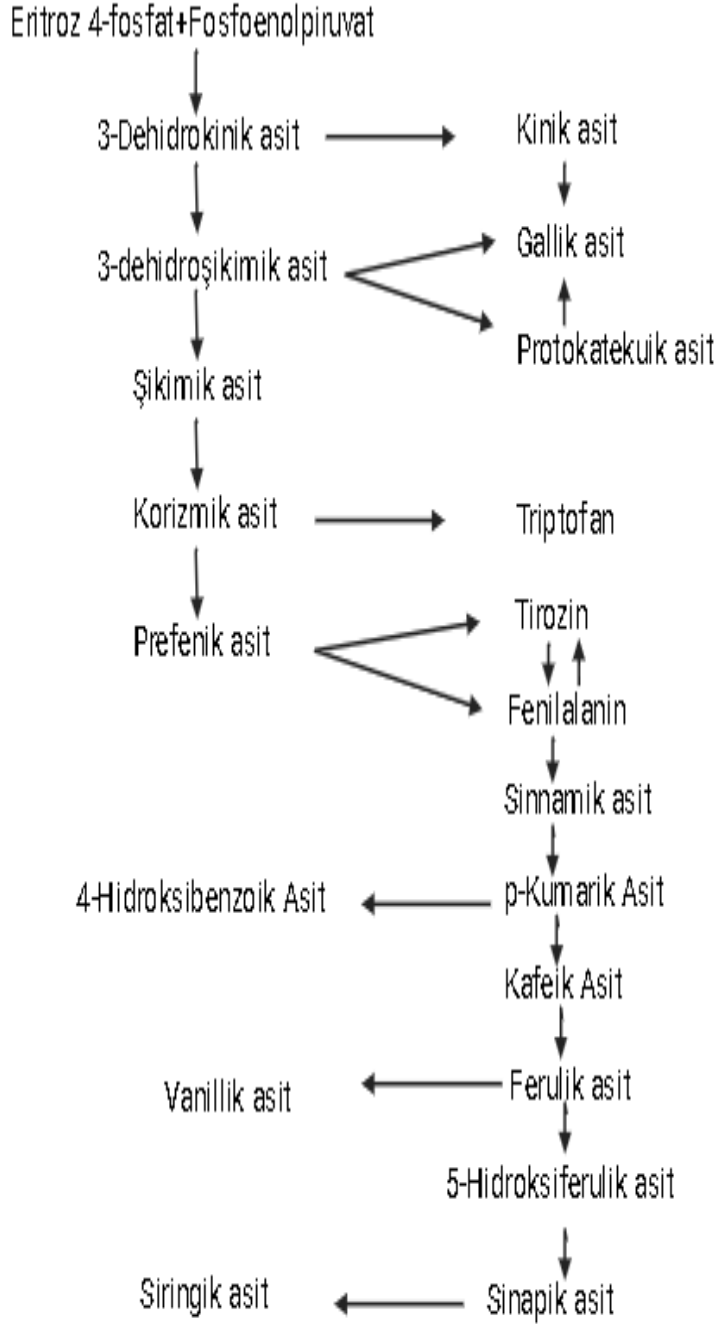 Eritroz 4-fosfat+Fosfoenolpiruvat
3-Dehidrokinik asit
Kinik asit
3-dehidroşikimik asit
Gallik asit
Protokatekuik asit
Şikimik asit
Korizmik asit
Triptofan
Prefenik asit
Tirozin
Fenilalanin
Sinnamik asit
4-Hidroksibenzoik Asit
p-Kumarik Asit
Kafeik Asit
Vanillik asit
Ferulik asit
5-Hidroksiferulik asit
Siringik asit
Sinapik asit